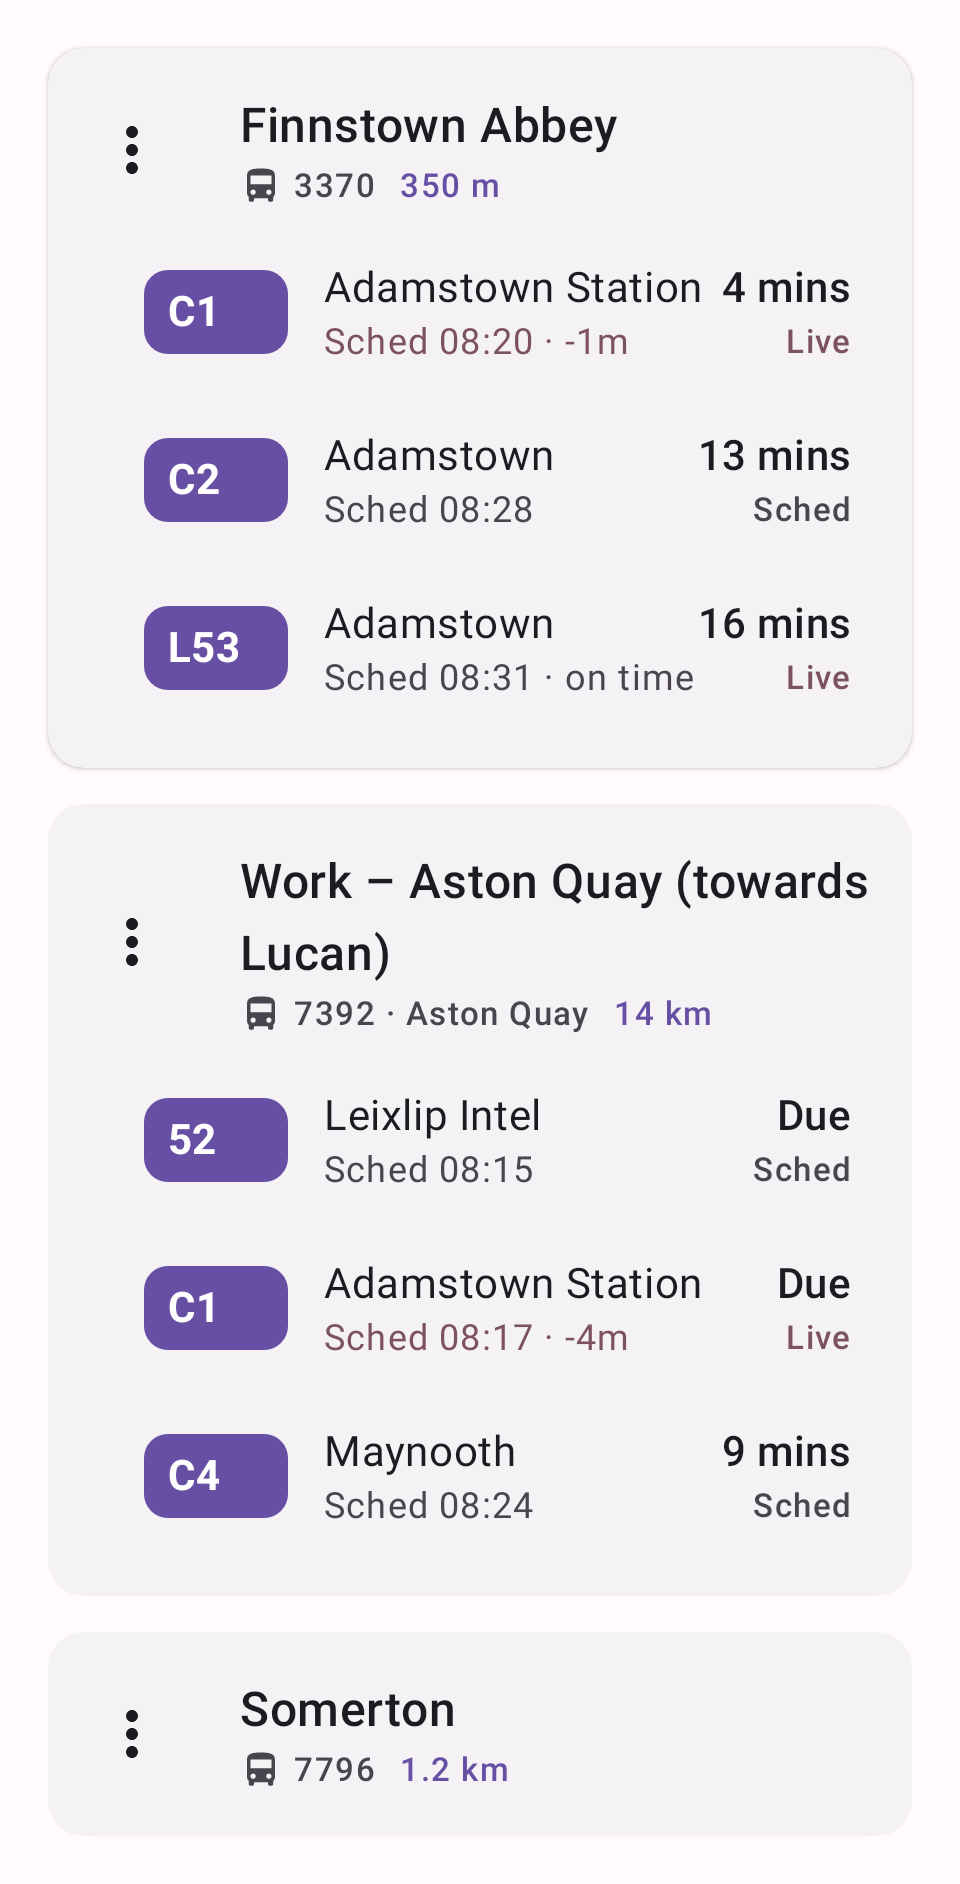 Finnstown Abbey
3370 350 m
C1 Adamstown Station 4 mins
Sched 08:20 · -1m Live
C2 Adamstown 13 mins
Sched 08:28 Sched
L53 Adamstown 16 mins
Sched 08:31 · on time Live
Work – Aston Quay (towards
Lucan)
7392 · Aston Quay 14 km
52 Leixlip Intel Due
Sched 08:15 Sched
C1 Adamstown Station Due
Sched 08:17 · -4m Live
C4 Maynooth 9 mins
Sched 08:24 Sched
Somerton
7796 1.2 km